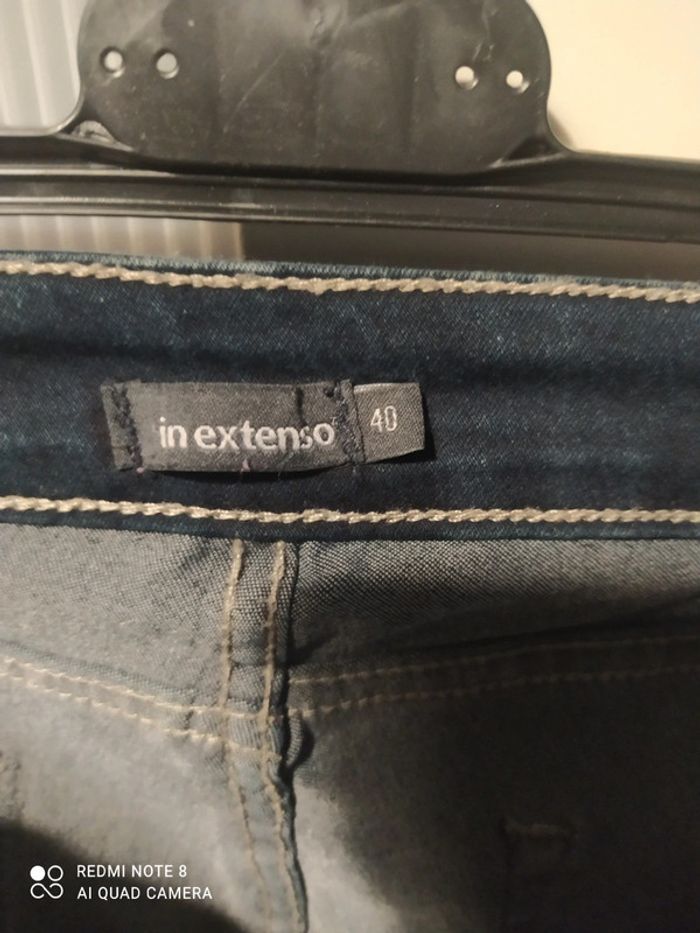 in extenso
40
REDMI NOTE 8
AI QUAD CAMERA